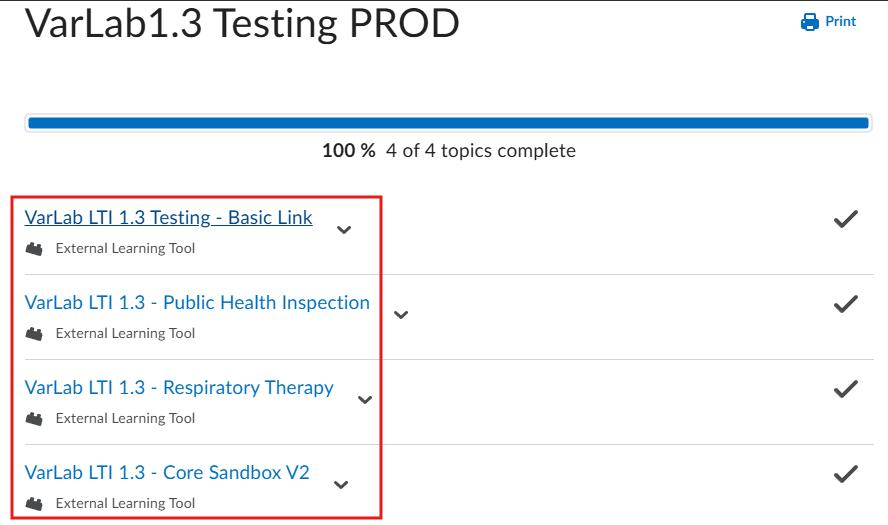 VarLab1.3 Testing PROD
Print
100 % 4 of 4 topics complete
VarLab LTI 1.3 Testing - Basic Link
External Learning Tool
VarLab LTI 1.3 - Public Health Inspection
External Learning Tool
VarLab LTI 1.3 - Respiratory Therapy
External Learning Tool
VarLab LTI 1.3 - Core Sandbox V2
External Learning Tool